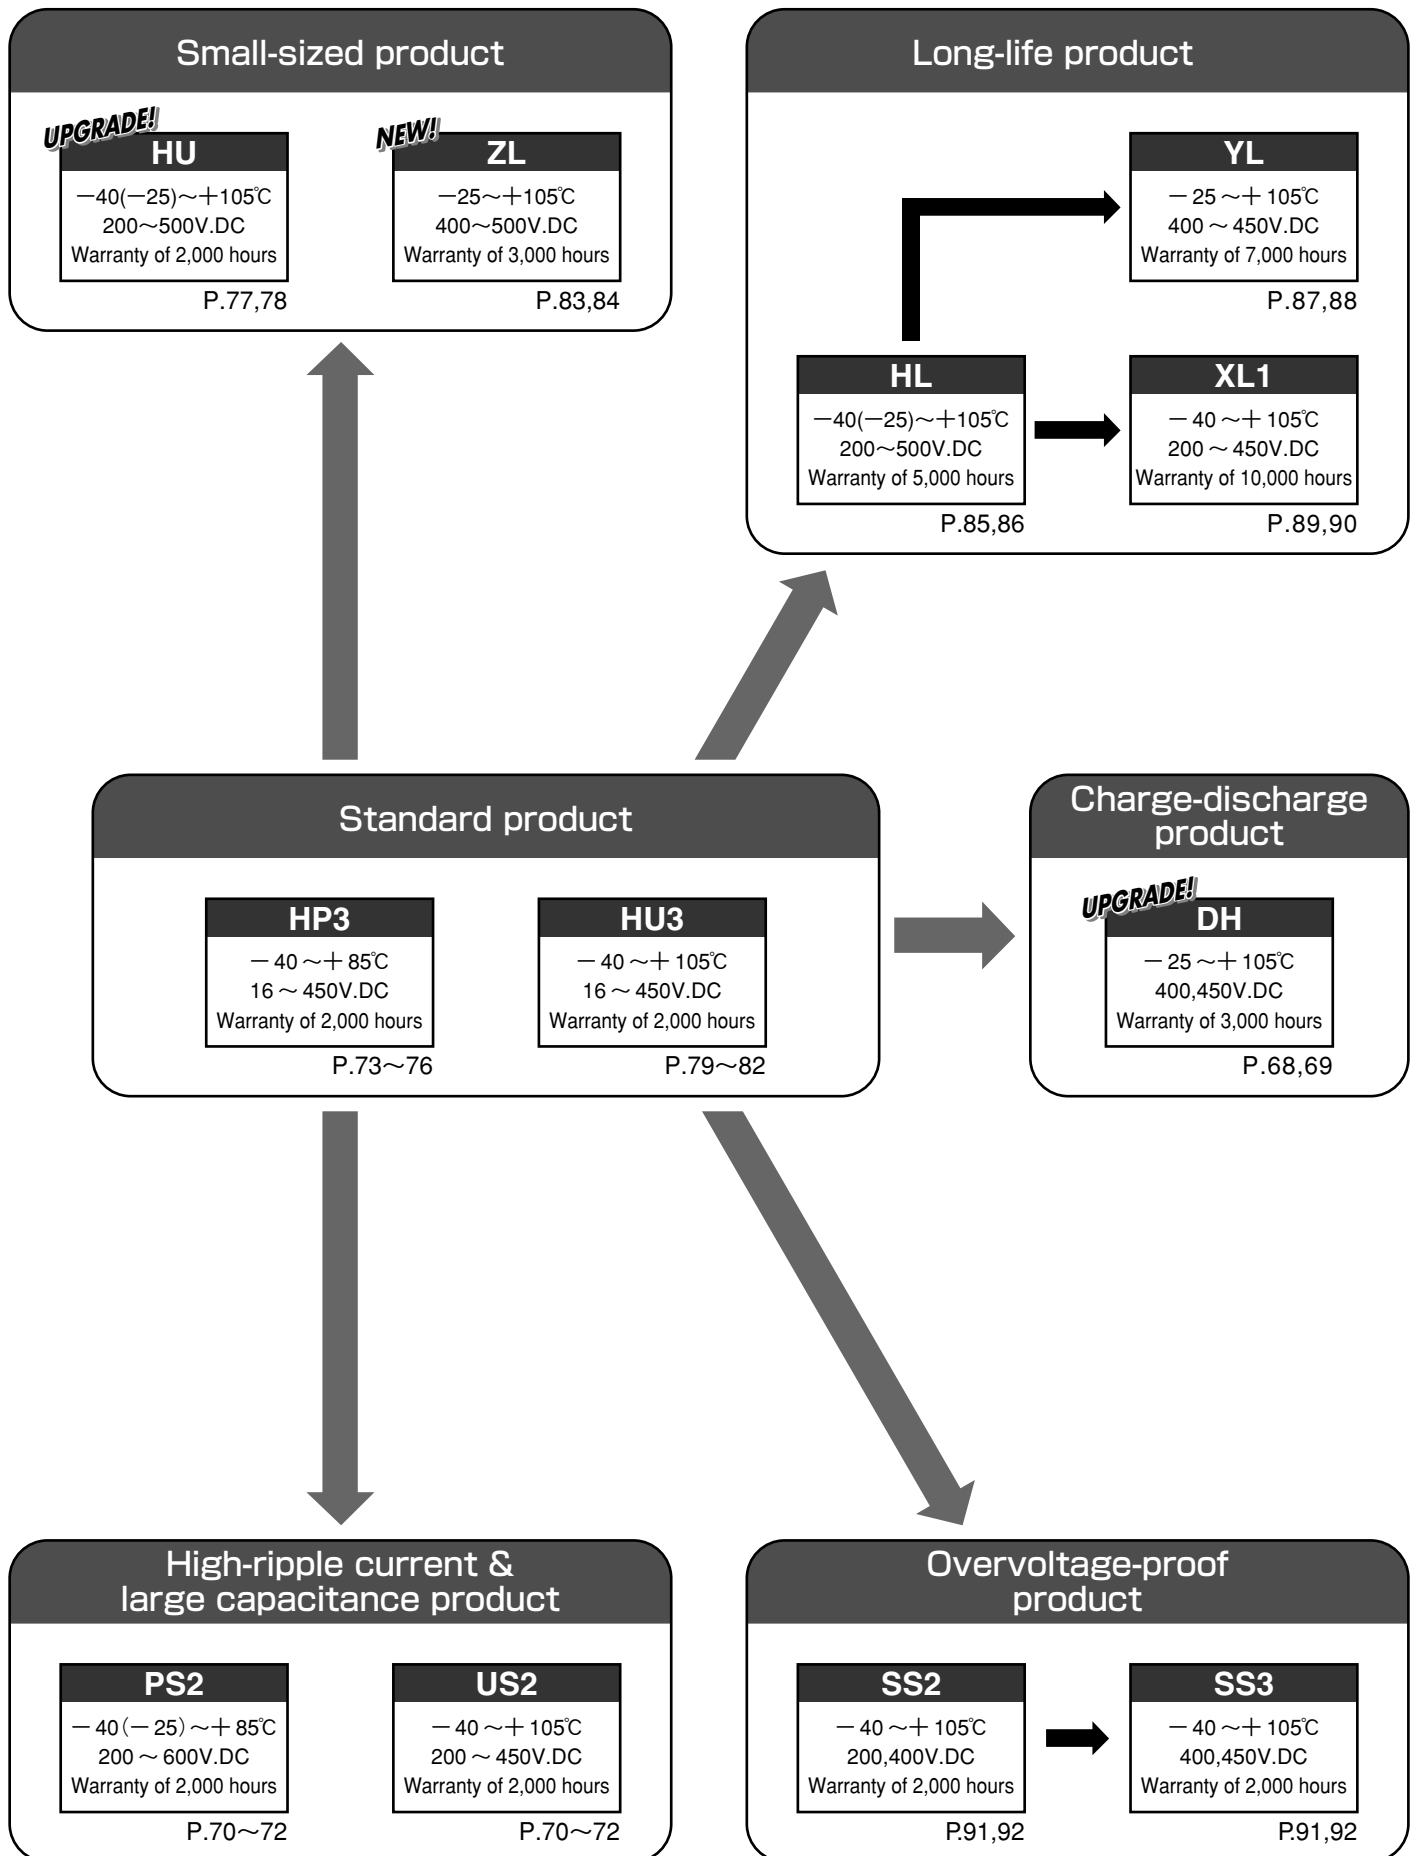 Small-sized product
UPGRADE!
HU
−40(−25)～＋105℃
200～500V.DC
Warranty of 2,000 hours
P.77,78
NEW!
ZL
−25～＋105℃
400～500V.DC
Warranty of 3,000 hours
P.83,84
Long-life product
YL
− 25 ～＋ 105℃
400 ～ 450V.DC
Warranty of 7,000 hours
P.87,88
HL
−40(−25)～＋105℃
200～500V.DC
Warranty of 5,000 hours
P.85,86
XL1
− 40 ～＋ 105℃
200 ～ 450V.DC
Warranty of 10,000 hours
P.89,90
Standard product
HP3
− 40 ～＋ 85℃
16 ～ 450V.DC
Warranty of 2,000 hours
P.73～76
HU3
− 40 ～＋ 105℃
16 ～ 450V.DC
Warranty of 2,000 hours
P.79～82
Charge-discharge
product
UPGRADE!
DH
− 25 ～＋ 105℃
400,450V.DC
Warranty of 3,000 hours
P.68,69
High-ripple current &
large capacitance product
PS2
− 40（− 25）～＋ 85℃
200 ～ 600V.DC
Warranty of 2,000 hours
P.70～72
US2
− 40 ～＋ 105℃
200 ～ 450V.DC
Warranty of 2,000 hours
P.70～72
Overvoltage-proof
product
SS2
− 40 ～＋ 105℃
200,400V.DC
Warranty of 2,000 hours
P.91,92
SS3
− 40 ～＋ 105℃
400,450V.DC
Warranty of 2,000 hours
P.91,92